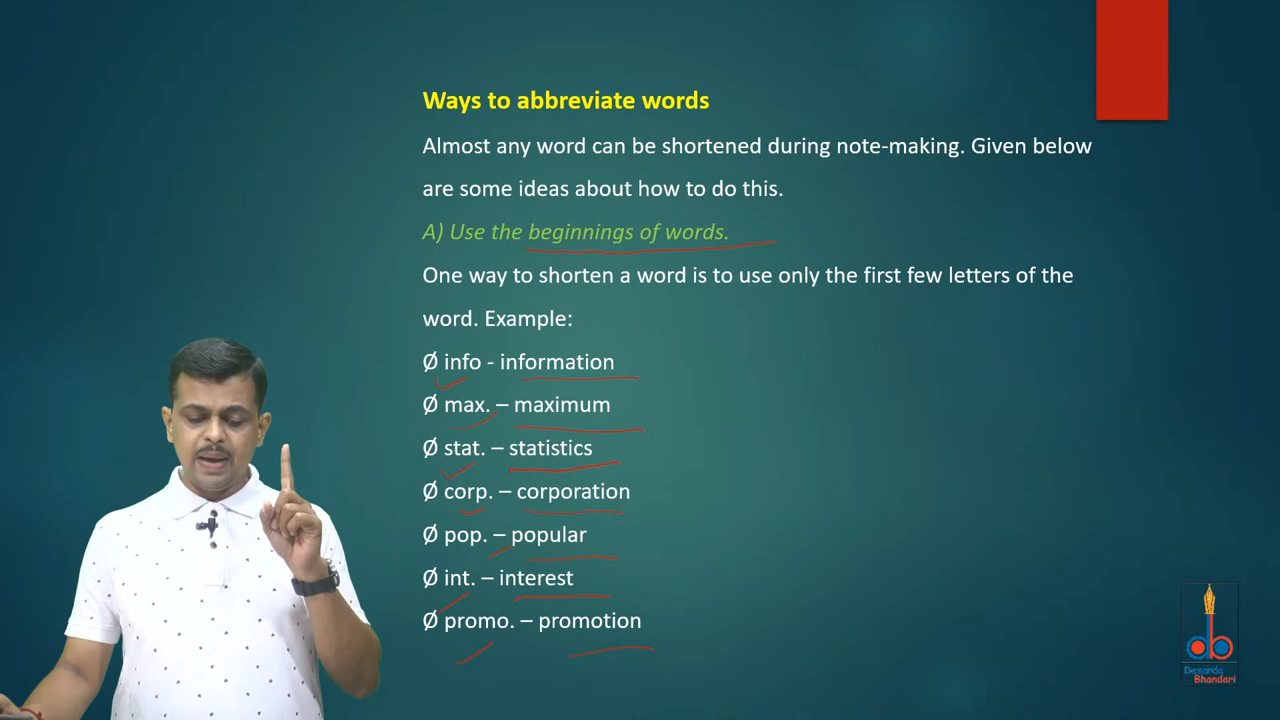 Ways to abbreviate words
Almost any word can be shortened during note-making. Given below
are some ideas about how to do this.
A) Use the beginnings of words.
One way to shorten a word is to use only the first few letters of the
word. Example:
Ø info - information
Ø max. – maximum
Ø stat. – statistics
Ø corp. – corporation
Ø pop. – popular
Ø int. – interest
Ø promo. – promotion
db
Desarda
Bhandari